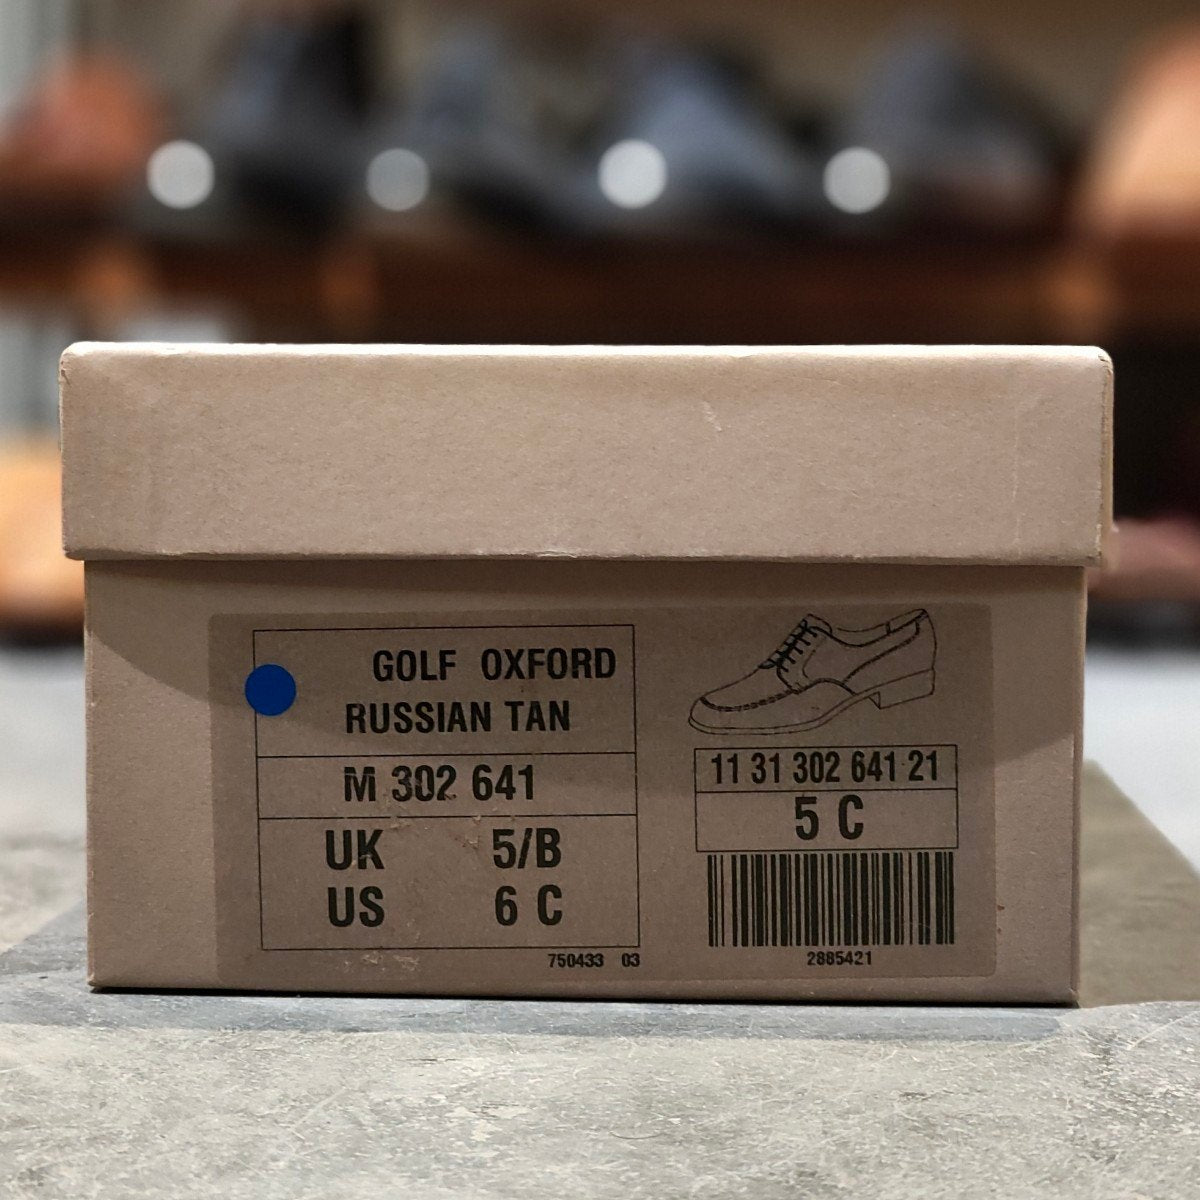 GOLF OXFORD
RUSSIAN TAN
M 302 641
UK 5/B
US 6 C
750433 03
11 31 302 641 21
5 C
2885421